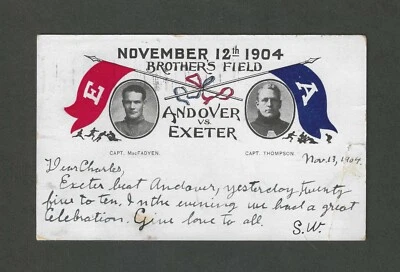 NOVEMBER 12th 1904
BROTHER'S FIELD
E
A
ANDOVER
VS.
EXETER
CAPT. MacFADYEN.
CAPT. THOMPSON.
Nov. 13, 1904.
Dear Charles,
Exeter beat Andover, yesterday twenty
five to ten. In the evening we had a great
Celebration. Give love to all.
S.W.